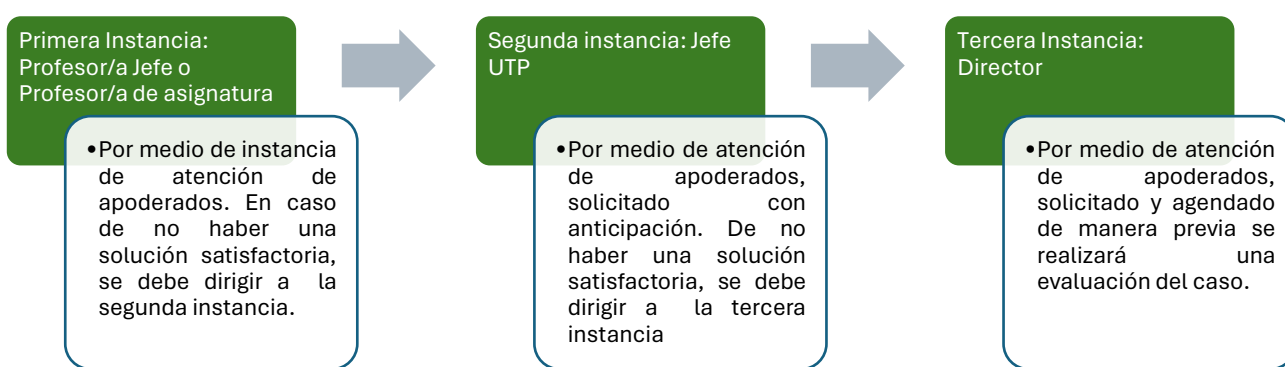 Primera Instancia:
Profesor/a Jefe o
Profesor/a de asignatura
•Por medio de instancia
de atención de
apoderados. En caso
de no haber una
solución satisfactoria,
se debe dirigir a la
segunda instancia.
Segunda instancia: Jefe
UTP
•Por medio de atención
de apoderados,
solicitado con
anticipación. De no
haber una solución
satisfactoria, se debe
dirigir a la tercera
instancia
Tercera Instancia:
Director
•Por medio de atención
de apoderados,
solicitado y agendado
de manera previa se
realizará una
evaluación del caso.